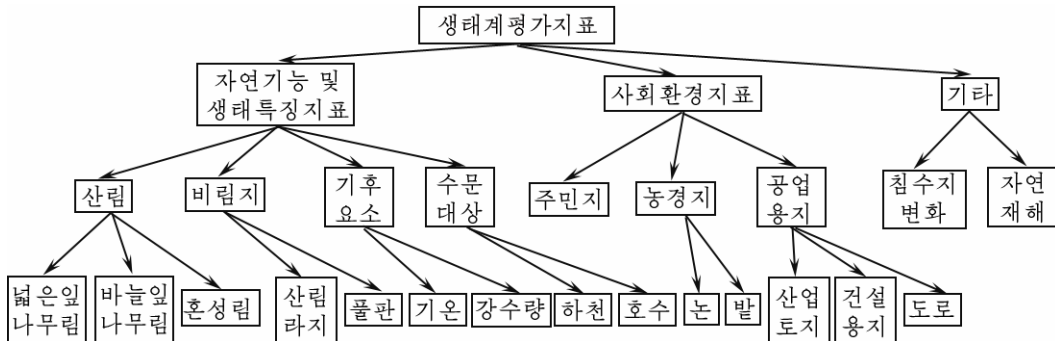 생태계평가지표
자연기능 및
생태특징지표
사회환경지표
기타
산림
비림지
기후
요소
수문
대상
주민지
농경지
공업
용지
침수지
변화
자연
재해
넓은잎
나무림
바늘잎
나무림
혼성림
산림
라지
풀판
기온
강수량
하천
호수
논
밭
산업
토지
건설
용지
도로